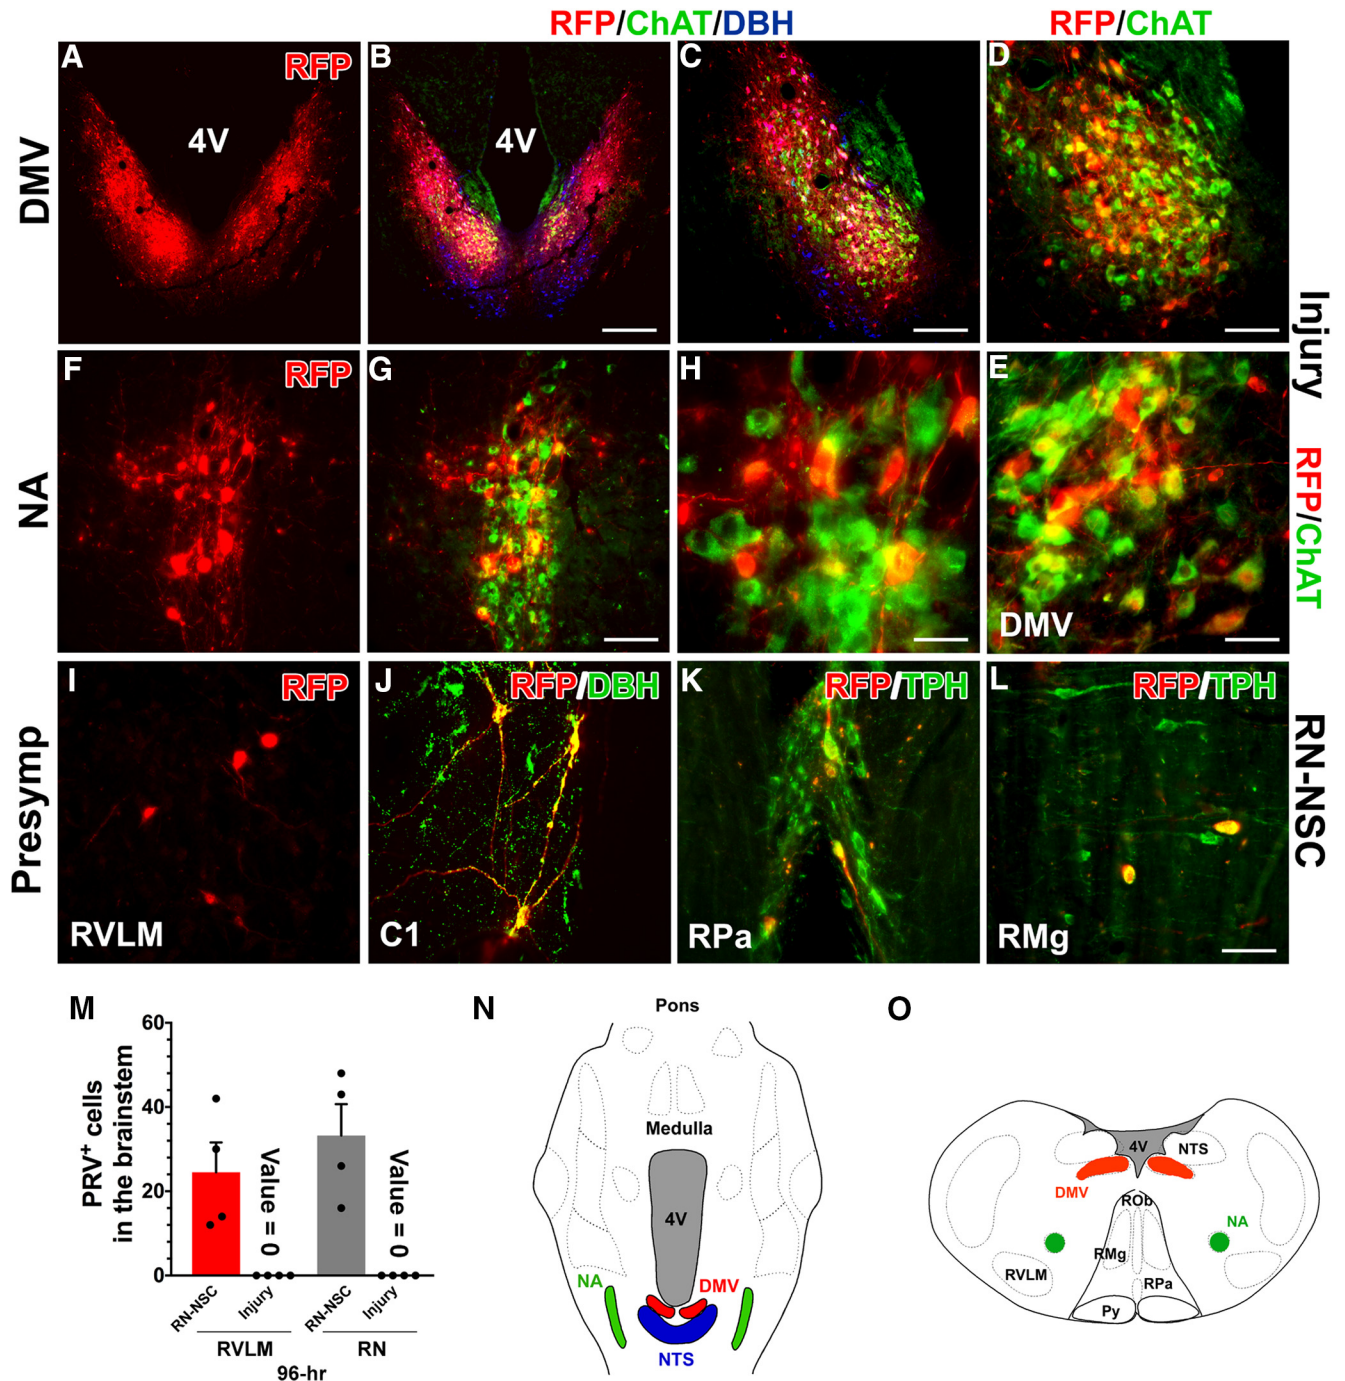 RFP/ChAT/DBH
RFP/ChAT
A
RFP
4V
B
4V
C
D
DMV
Injury
F
RFP
G
H
E
DMV
NA
RFP/ChAT
I
RFP
RVLM
J
RFP/DBH
C1
K
RFP/TPH
RPa
L
RFP/TPH
RMg
Presymp
RN-NSC
M
PRV+ cells
in the brainstem
60
40
20
0
Value = 0
Value = 0
RN-NSC
Injury
RN-NSC
Injury
RVLM
RN
96-hr
N
Pons
Medulla
4V
NA
DMV
NTS
O
4V
NTS
DMV
ROb
NA
RMg
RVLM
RPa
Py